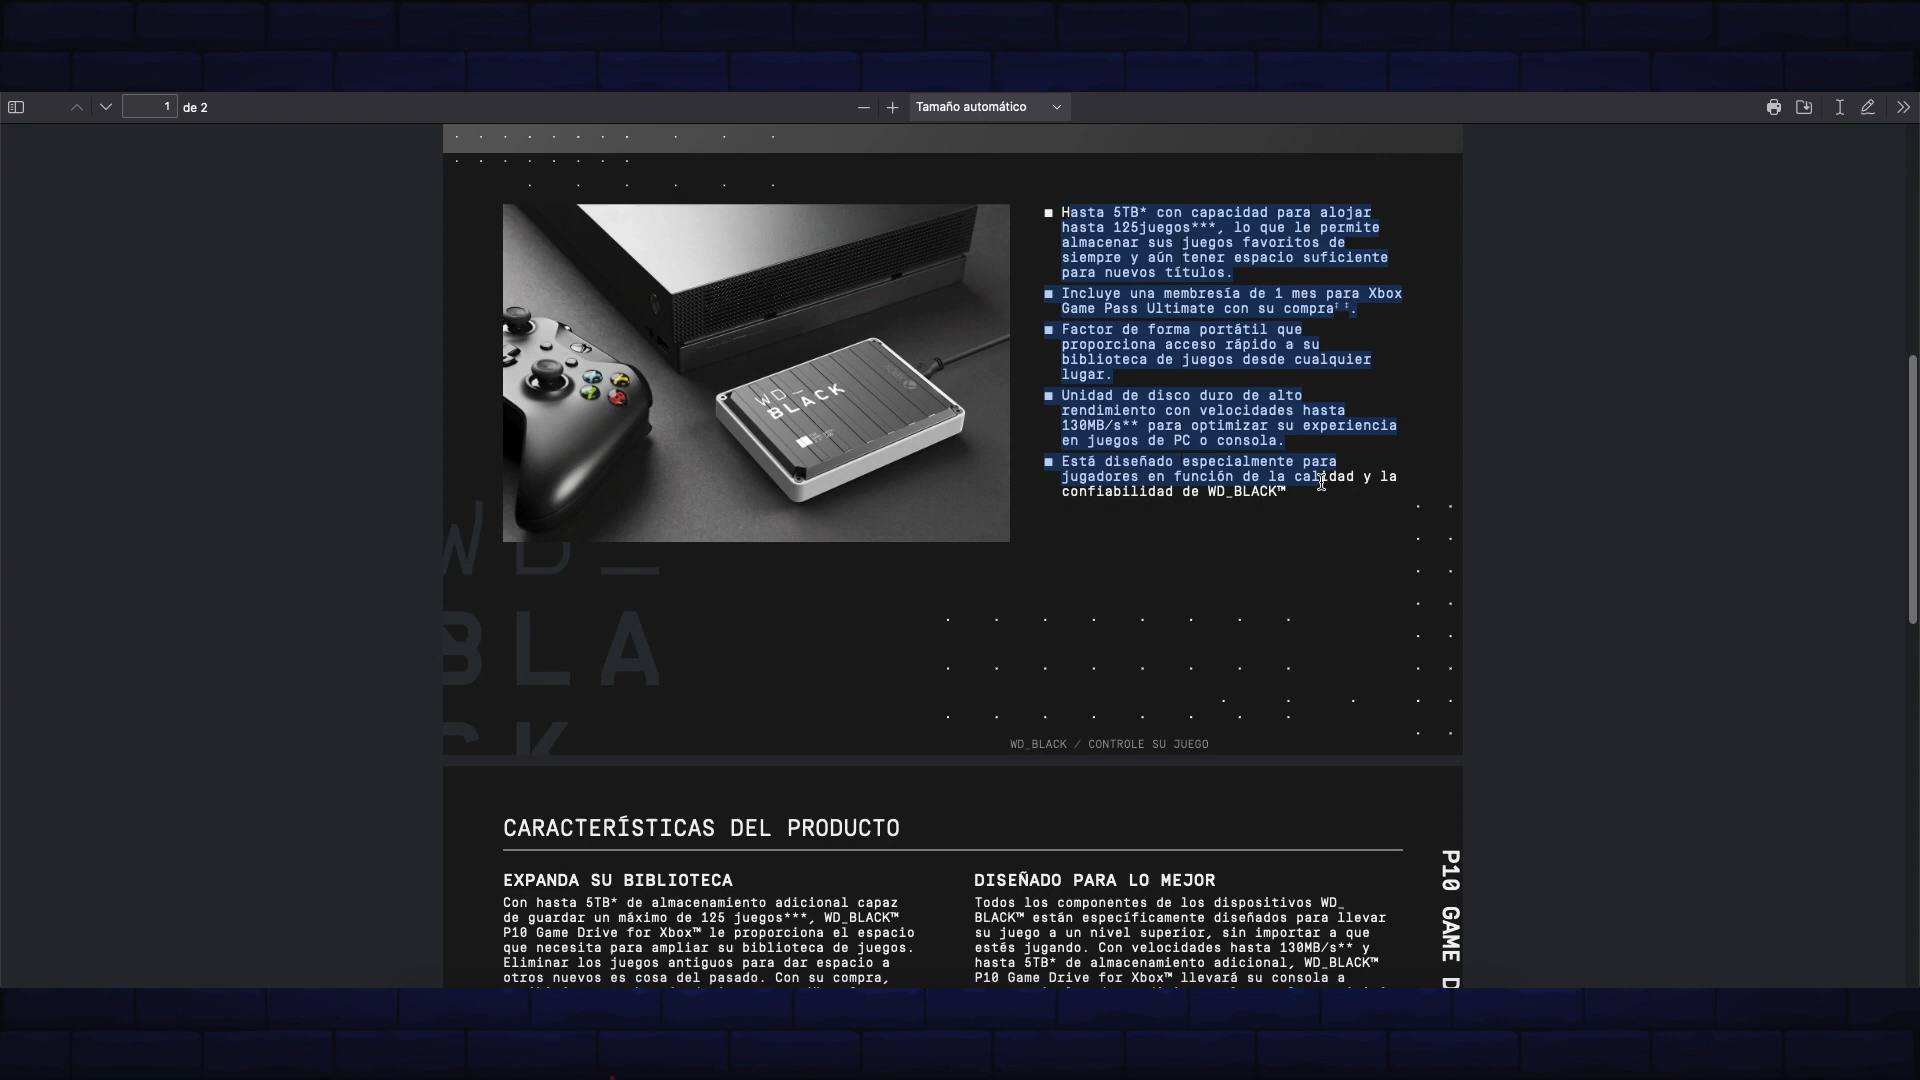 1 de 2
Tamaño automático
■ Hasta 5TB* con capacidad para alojar
hasta 125juegos***, lo que le permite
almacenar sus juegos favoritos de
siempre y aún tener espacio suficiente
para nuevos títulos.
■ Incluye una membresía de 1 mes para Xbox
Game Pass Ultimate con su compra‡‡.
■ Factor de forma portátil que
proporciona acceso rápido a su
biblioteca de juegos desde cualquier
lugar.
■ Unidad de disco duro de alto
rendimiento con velocidades hasta
130MB/s** para optimizar su experiencia
en juegos de PC o consola.
■ Está diseñado especialmente para
jugadores en función de la calidad y la
confiabilidad de WD_BLACK™
WD_
BLACK
WD_
BLA
CK
WD_BLACK / CONTROLE SU JUEGO
CARACTERÍSTICAS DEL PRODUCTO
EXPANDA SU BIBLIOTECA
Con hasta 5TB* de almacenamiento adicional capaz
de guardar un máximo de 125 juegos***, WD_BLACK™
P10 Game Drive for Xbox™ le proporciona el espacio
que necesita para ampliar su biblioteca de juegos.
Eliminar los juegos antiguos para dar espacio a
otros nuevos es cosa del pasado. Con su compra,
DISEÑADO PARA LO MEJOR
Todos los componentes de los dispositivos WD_
BLACK™ están específicamente diseñados para llevar
su juego a un nivel superior, sin importar a que
estés jugando. Con velocidades hasta 130MB/s** y
hasta 5TB* de almacenamiento adicional, WD_BLACK™
P10 Game Drive for Xbox™ llevará su consola a
P10 GAME D